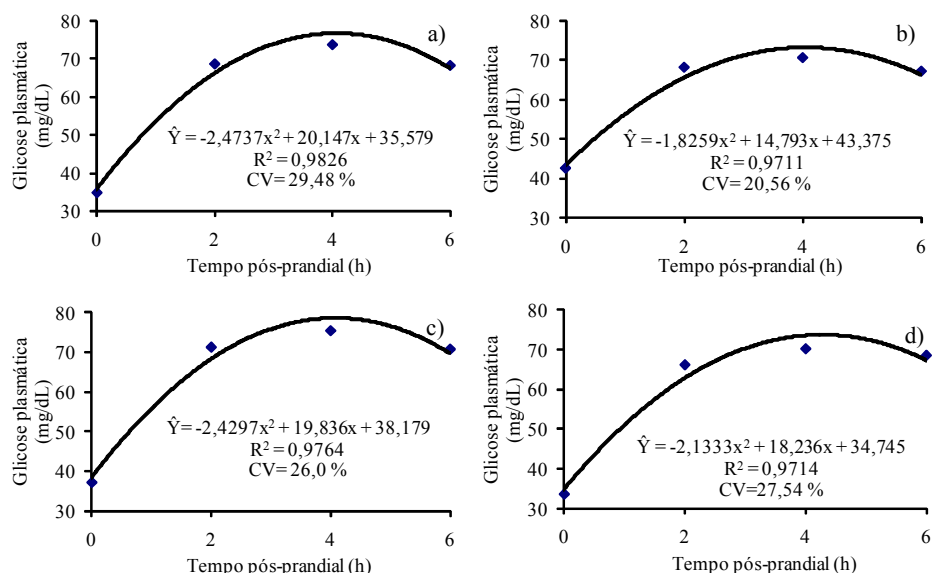 a)
Glicose plasmática
(mg/dL)
80
70
60
50
40
30
Ŷ = -2,4737x² + 20,147x + 35,579
R² = 0,9826
CV= 29,48 %
0 2 4 6
Tempo pós-prandial (h)
b)
Glicose plasmática
(mg/dL)
80
70
60
50
40
30
Ŷ = -1,8259x² + 14,793x + 43,375
R² = 0,9711
CV= 20,56 %
0 2 4 6
Tempo pós-prandial (h)
c)
Glicose plasmática
(mg/dL)
80
70
60
50
40
30
Ŷ= -2,4297x² + 19,836x + 38,179
R² = 0,9764
CV= 26,0 %
0 2 4 6
Tempo pós-prandial (h)
d)
Glicose plasmática
(mg/dL)
80
70
60
50
40
30
Ŷ = -2,1333x² + 18,236x + 34,745
R² = 0,9714
CV=27,54 %
0 2 4 6
Tempo pós-prandial (h)